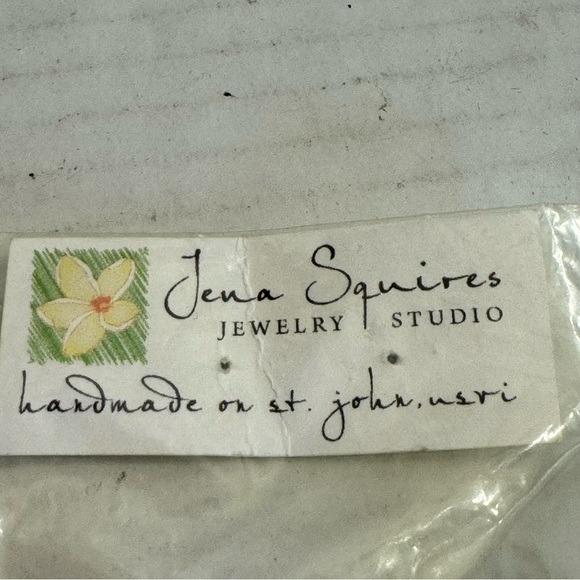 Jena Squires
JEWELRY STUDIO
handmade on st. john, usvi